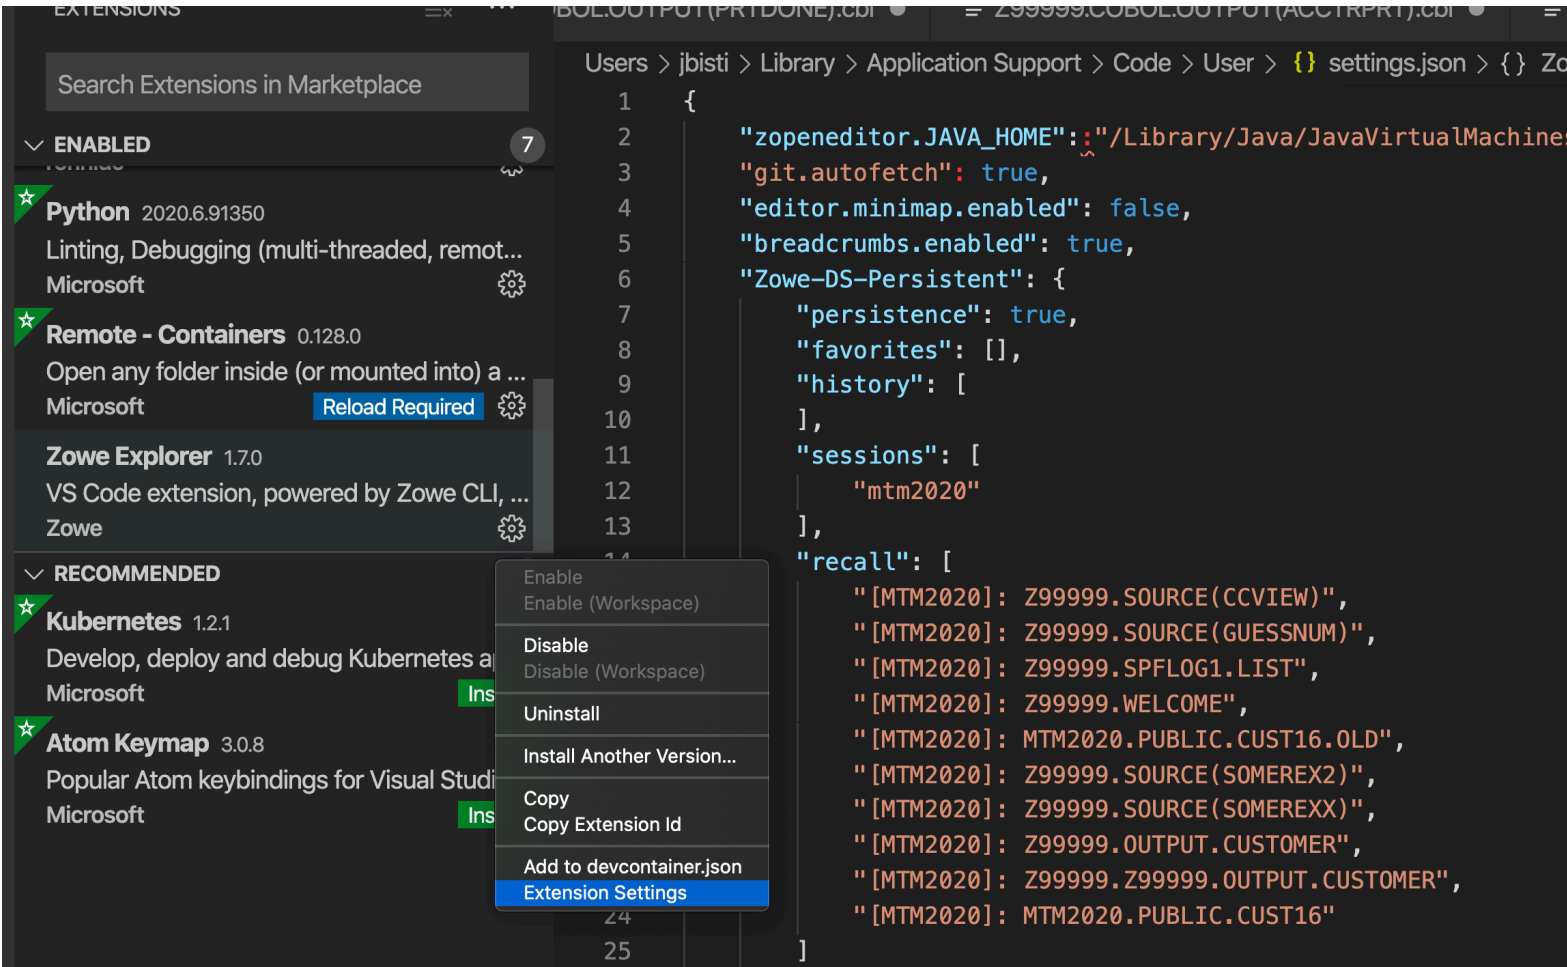 EXTENSIONS
Search Extensions in Marketplace
ENABLED
7
Python 2020.6.91350
Linting, Debugging (multi-threaded, remot...
Microsoft
Remote - Containers 0.128.0
Open any folder inside (or mounted into) a ...
Microsoft
Reload Required
Zowe Explorer 1.7.0
VS Code extension, powered by Zowe CLI, ...
Zowe
RECOMMENDED
Kubernetes 1.2.1
Develop, deploy and debug Kubernetes a
Microsoft
Ins
Atom Keymap 3.0.8
Popular Atom keybindings for Visual Studi
Microsoft
Ins
Enable
Enable (Workspace)
Disable
Disable (Workspace)
Uninstall
Install Another Version...
Copy
Copy Extension Id
Add to devcontainer.json
Extension Settings
BOL.OUTPUT(PRTDONE).cbl
Z99999.COBOL.OUTPUT(ACCTRPRT).cbl
Users > jbisti > Library > Application Support > Code > User > {} settings.json > {} Zo
1 {
2 "zopeneditor.JAVA_HOME"::"/Library/Java/JavaVirtualMachines
3 "git.autofetch": true,
4 "editor.minimap.enabled": false,
5 "breadcrumbs.enabled": true,
6 "Zowe-DS-Persistent": {
7 "persistence": true,
8 "favorites": [],
9 "history": [
10 ],
11 "sessions": [
12 "mtm2020"
13 ],
14 "recall": [
"[MTM2020]: Z99999.SOURCE(CCVIEW)",
"[MTM2020]: Z99999.SOURCE(GUESSNUM)",
"[MTM2020]: Z99999.SPFLOG1.LIST",
"[MTM2020]: Z99999.WELCOME",
"[MTM2020]: MTM2020.PUBLIC.CUST16.OLD",
"[MTM2020]: Z99999.SOURCE(SOMEREX2)",
"[MTM2020]: Z99999.SOURCE(SOMEREXX)",
"[MTM2020]: Z99999.OUTPUT.CUSTOMER",
"[MTM2020]: Z99999.Z99999.OUTPUT.CUSTOMER",
24 "[MTM2020]: MTM2020.PUBLIC.CUST16"
25 ]